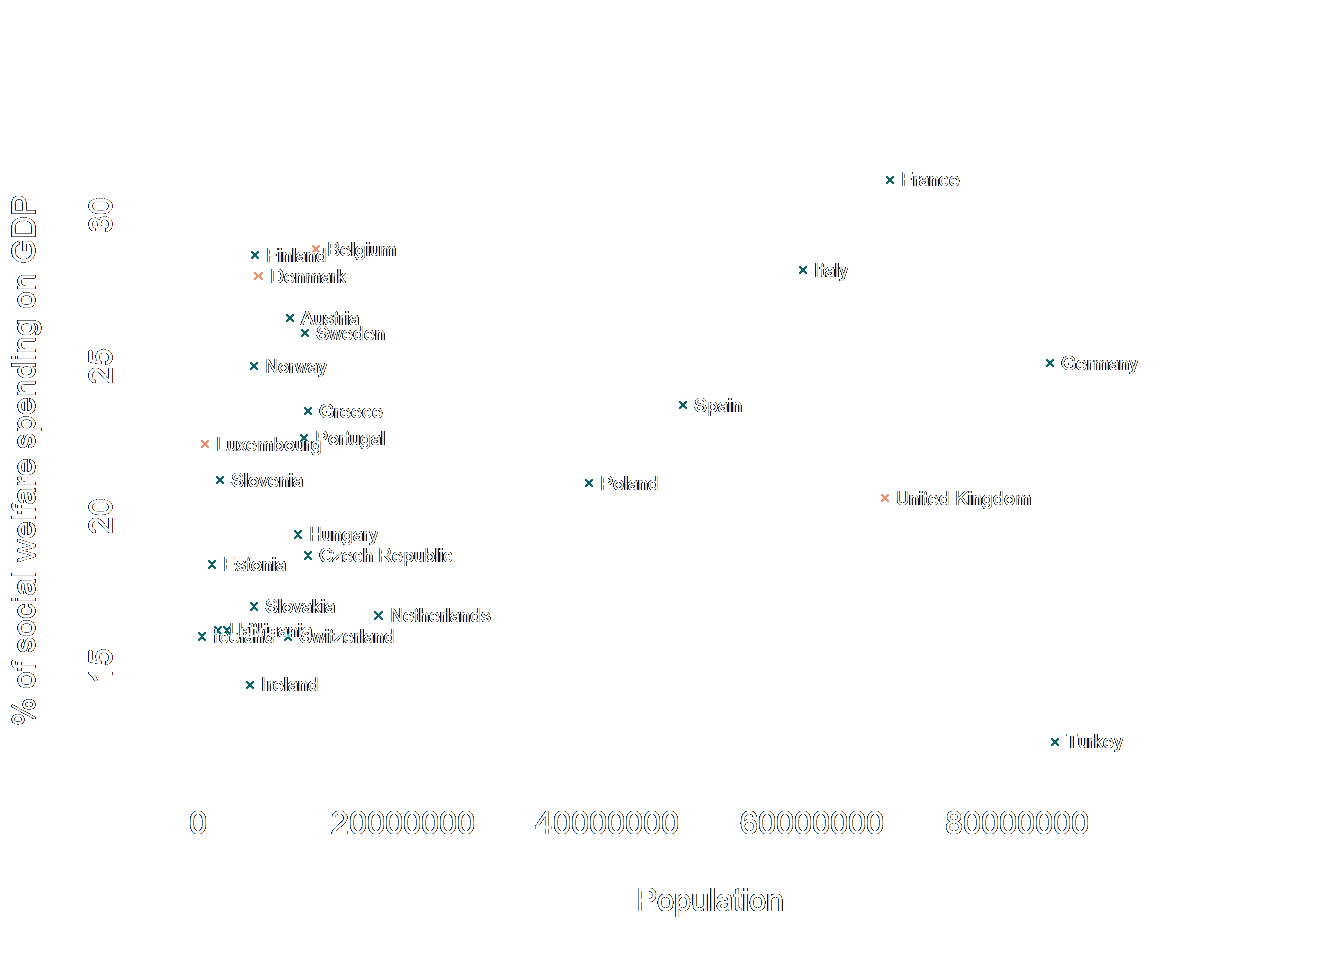 % of social welfare spending on GDP
30
25
20
15
France
Belgium
Finland
Italy
Denmark
Austria
Sweden
Germany
Norway
Spain
Greece
Portugal
Luxembourg
Slovenia
Poland
United Kingdom
Hungary
Czech Republic
Estonia
Slovakia
Netherlands
Lithuania
Iceland
Switzerland
Ireland
Turkey
0
20000000
40000000
60000000
80000000
Population